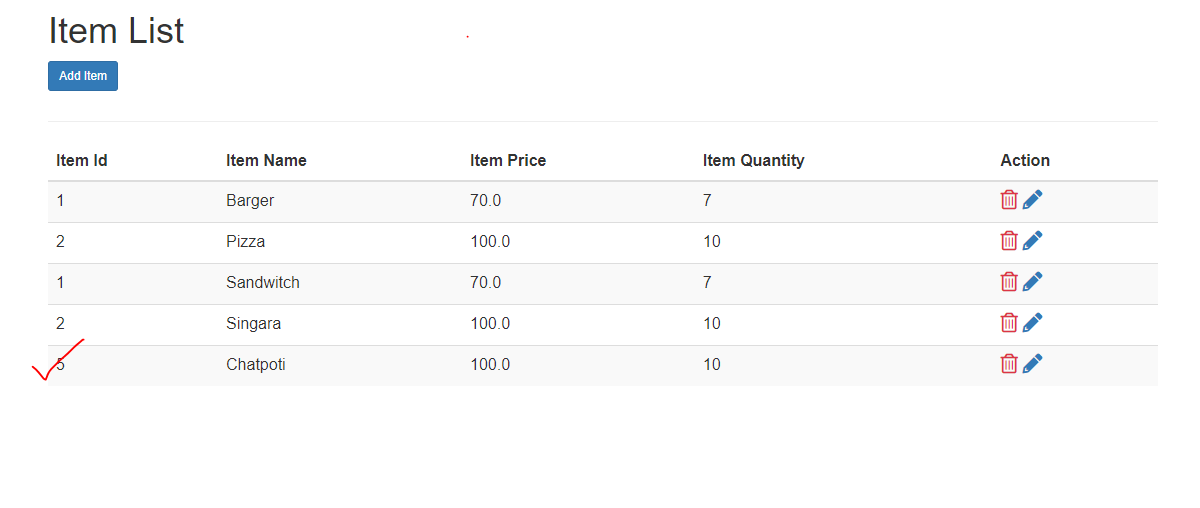 Item List
Add Item
Item Id Item Name Item Price Item Quantity Action
1 Barger 70.0 7
2 Pizza 100.0 10
1 Sandwitch 70.0 7
2 Singara 100.0 10
5 Chatpoti 100.0 10